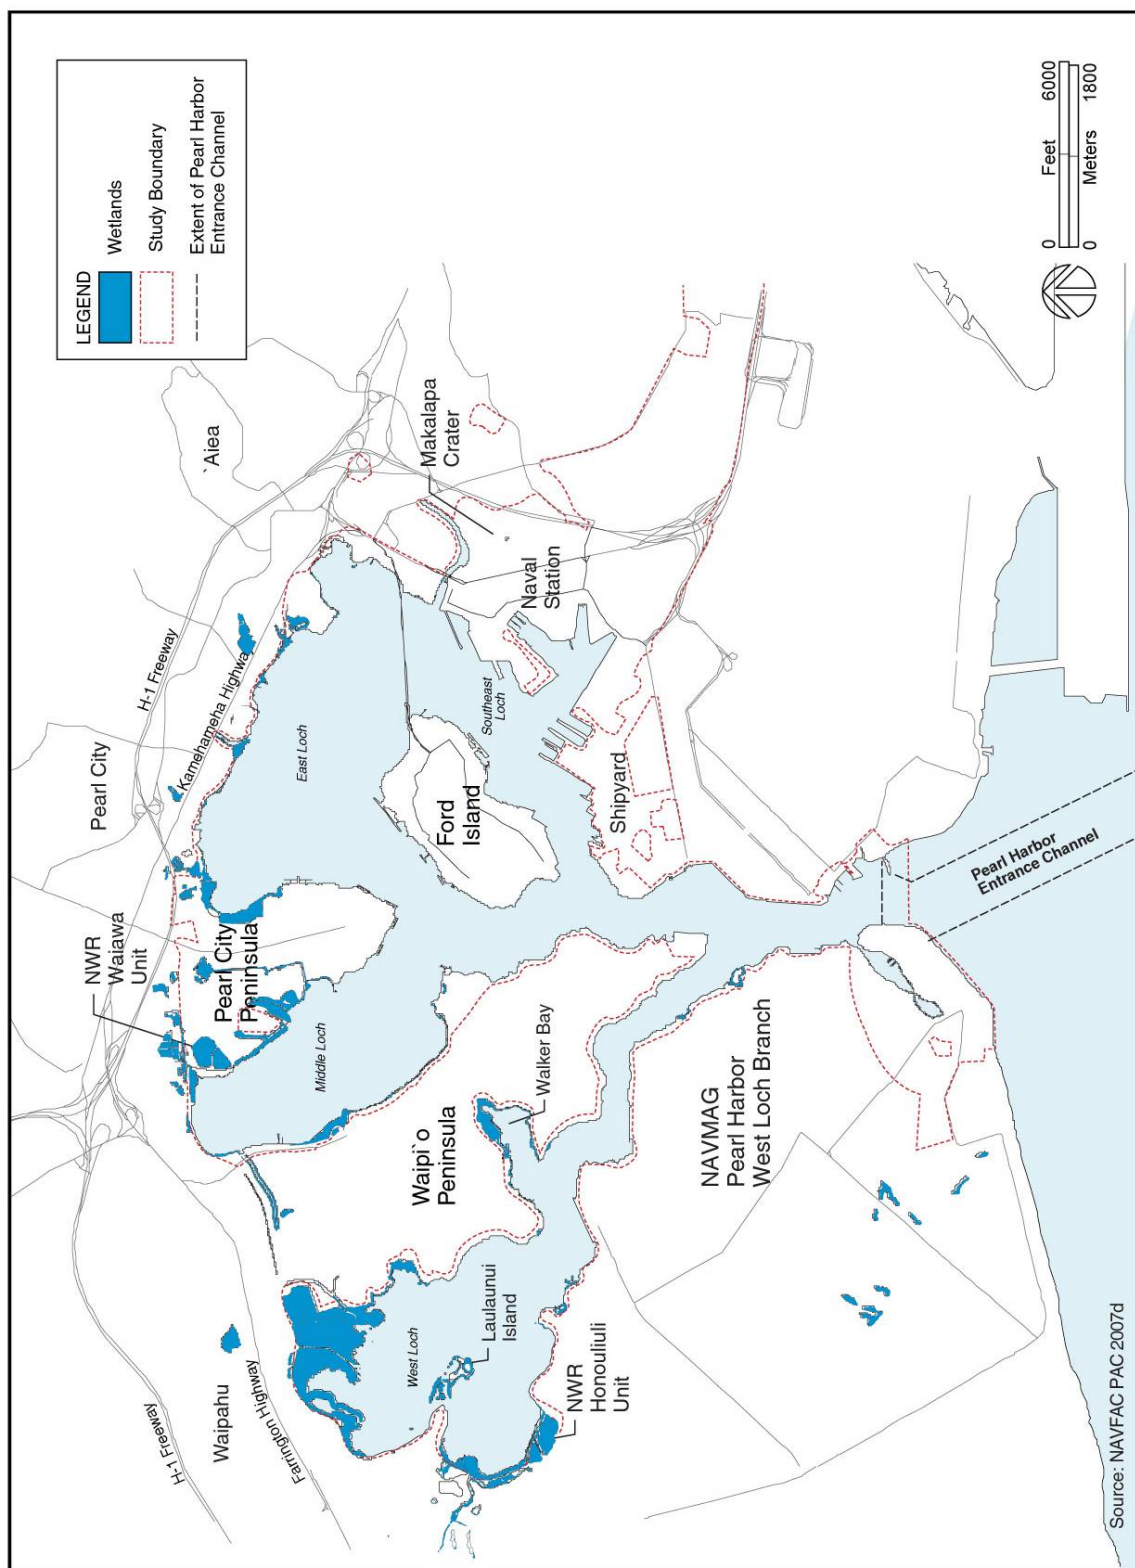 LEGEND
Wetlands
Study Boundary
Extent of Pearl Harbor
Entrance Channel
H-1 Freeway
Waipahu
Farrington Highway
NWR
Waiawa
Unit
Pearl City
H-1 Freeway
Kamehameha Highwa
`Aiea
Pearl City
Peninsula
Middle Loch
East Loch
West Loch
Laulaunui
Island
NWR
Honouliuli
Unit
Waipi`o
Peninsula
Walker Bay
Ford
Island
Southeast
Loch
Naval
Station
Makalapa
Crater
Shipyard
NAVMAG
Pearl Harbor
West Loch Branch
Pearl Harbor
Entrance Channel
0 Feet 6000
0 Meters 1800
Source: NAVFAC PAC 2007d